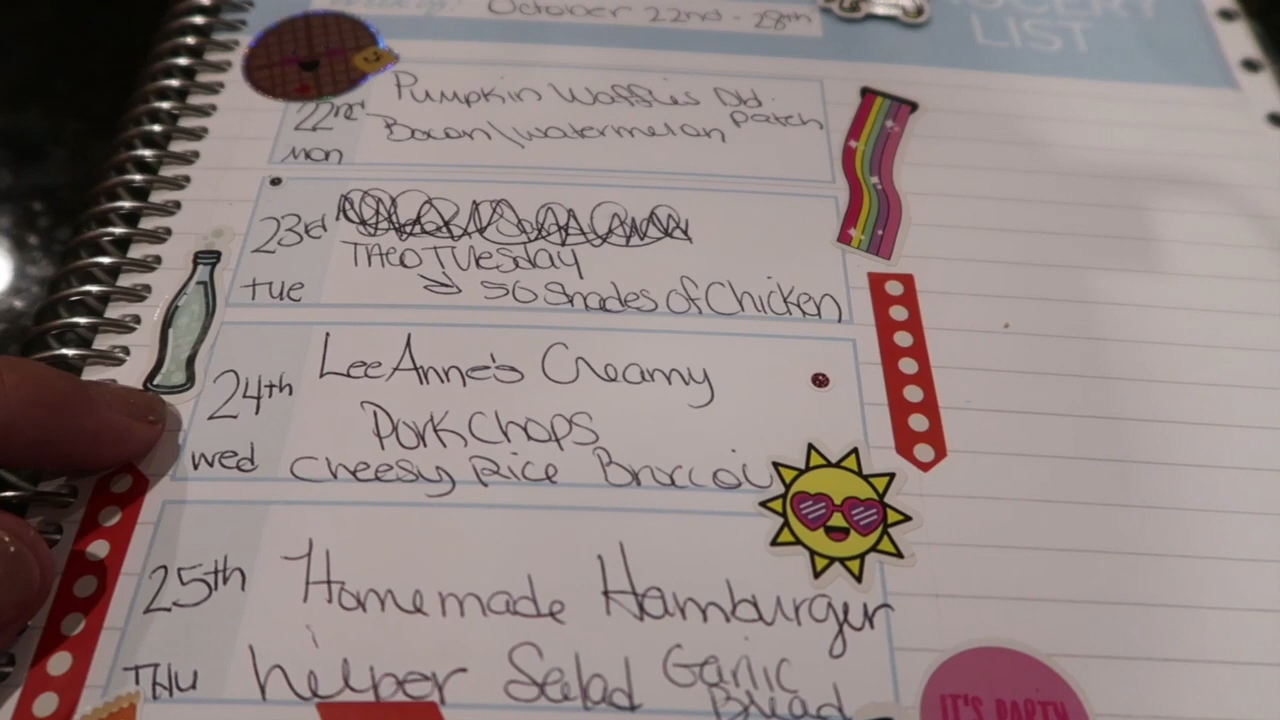 October 22nd - 28th
GROCERY
LIST
Pumpkin Waffles Old.
Patch
22nd
Bacon\watermelon
Mon
23rd
TACO TUesday
50 Shades of Chicken
Tue
LeeAnne's Creamy
24th
Pork Chops
Wed
Cheesy Rice Broccoli
25th
Homemade Hamburger
Thu
helper Salad Garlic
Bread
IT'S PARTY